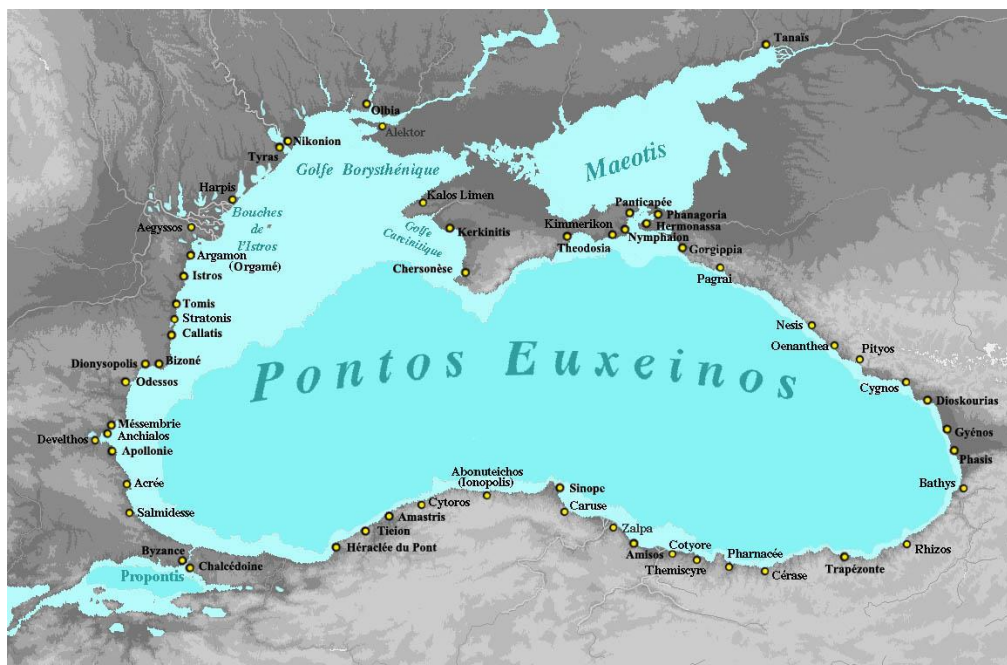 Tanaïs
Olbia
Alektor
Nikonion
Tyras
Golfe Borysthénique
Maeotis
Harpis
Kalos Limen
Bouches
de
l'Istros
Aegyssos
Panticapée
Phanagoria
Hermonassa
Kimmerikon
Nymphaion
Kerkinitis
Golfe
Carcinitique
Theodosia
Gorgippia
Argamon
(Orgamé)
Istros
Chersonèse
Pagrai
Tomis
Stratonis
Callatis
Nesis
Oenanthea
Pityos
Dionysopolis
Bizoné
Odessos
Pontos Euxeinos
Cygnos
Dioskourias
Méssembrie
Anchialos
Develthos
Apollonie
Gyénos
Phasis
Bathys
Acrée
Salmidesse
Abonuteichos
(Ionopolis)
Sinope
Caruse
Cytoros
Amastris
Tieion
Héraclée du Pont
Zalpa
Amisos
Cotyore
Themiscyre
Pharnacée
Cérase
Trapézonte
Rhizos
Byzance
Chalcédoine
Propontis